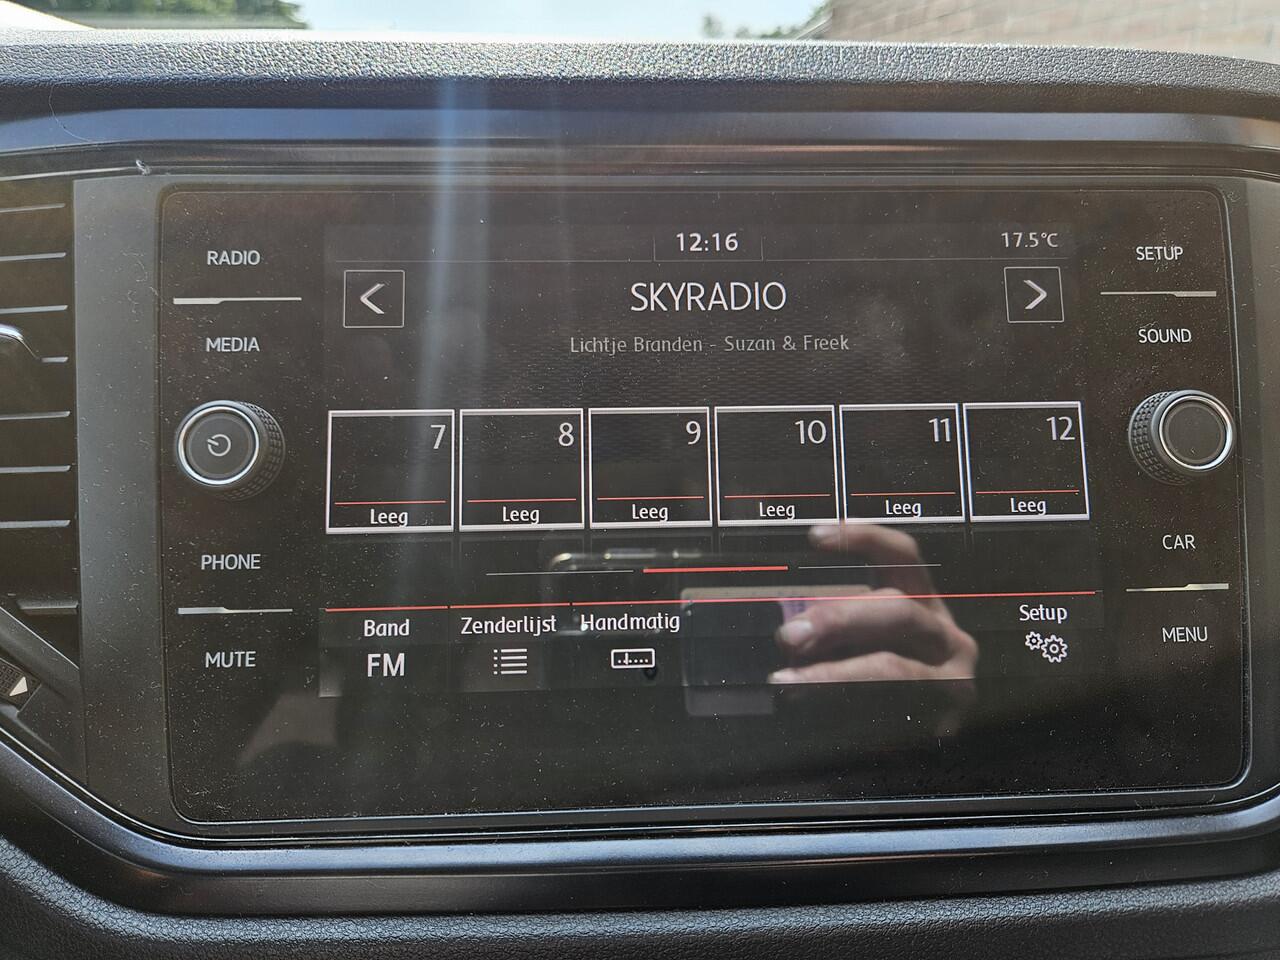 12:16
17.5°C
RADIO
SETUP
SKYRADIO
MEDIA
SOUND
Lichtje Branden - Suzan & Freek
7 8 9 10 11 12
Leeg Leeg Leeg Leeg Leeg Leeg
PHONE
CAR
Band Zenderlijst Handmatig Setup
FM
MUTE
MENU